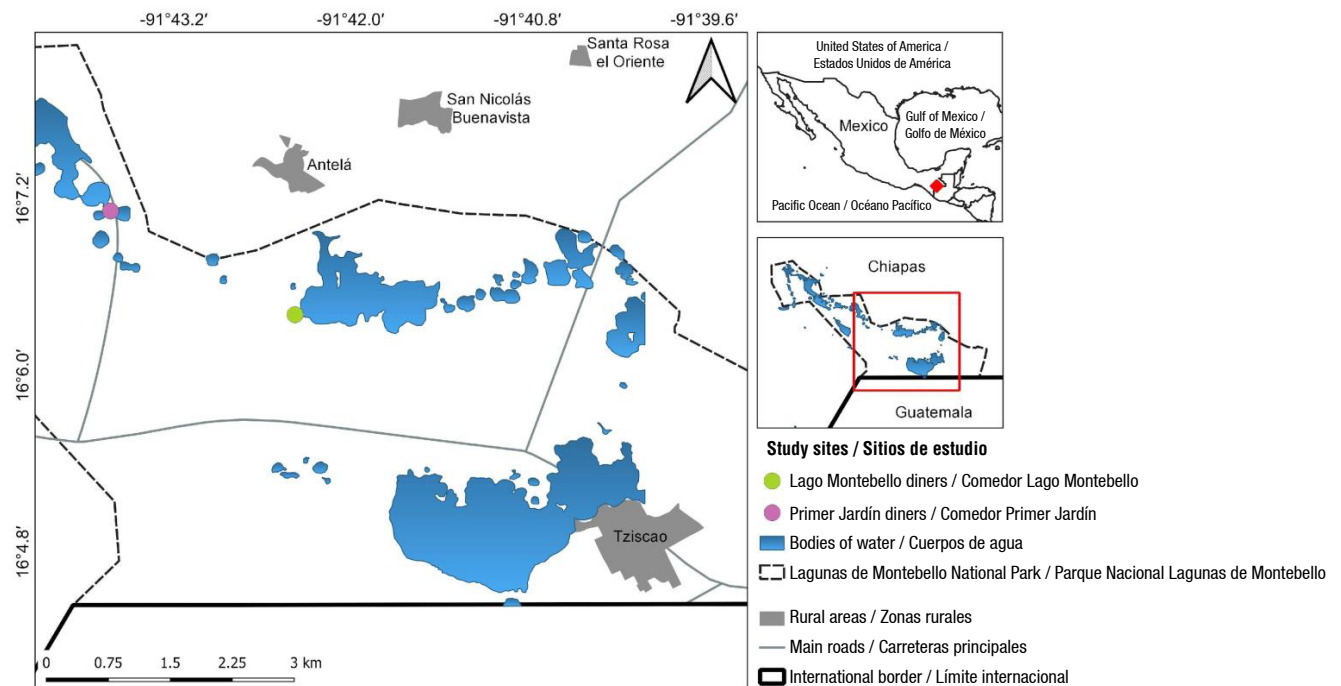 -91°43.2'
-91°42.0'
-91°40.8'
-91°39.6'
16°7.2'
16°6.0'
16°4.8'
Santa Rosa
el Oriente
San Nicolás
Buenavista
Antelá
Tziscao
0
0.75
1.5
2.25
3 km
United States of America /
Estados Unidos de América
Mexico
Gulf of Mexico /
Golfo de México
Pacific Ocean / Océano Pacífico
Chiapas
Guatemala
Study sites / Sitios de estudio
Lago Montebello diners / Comedor Lago Montebello
Primer Jardín diners / Comedor Primer Jardín
Bodies of water / Cuerpos de agua
Lagunas de Montebello National Park / Parque Nacional Lagunas de Montebello
Rural areas / Zonas rurales
Main roads / Carreteras principales
International border / Límite internacional